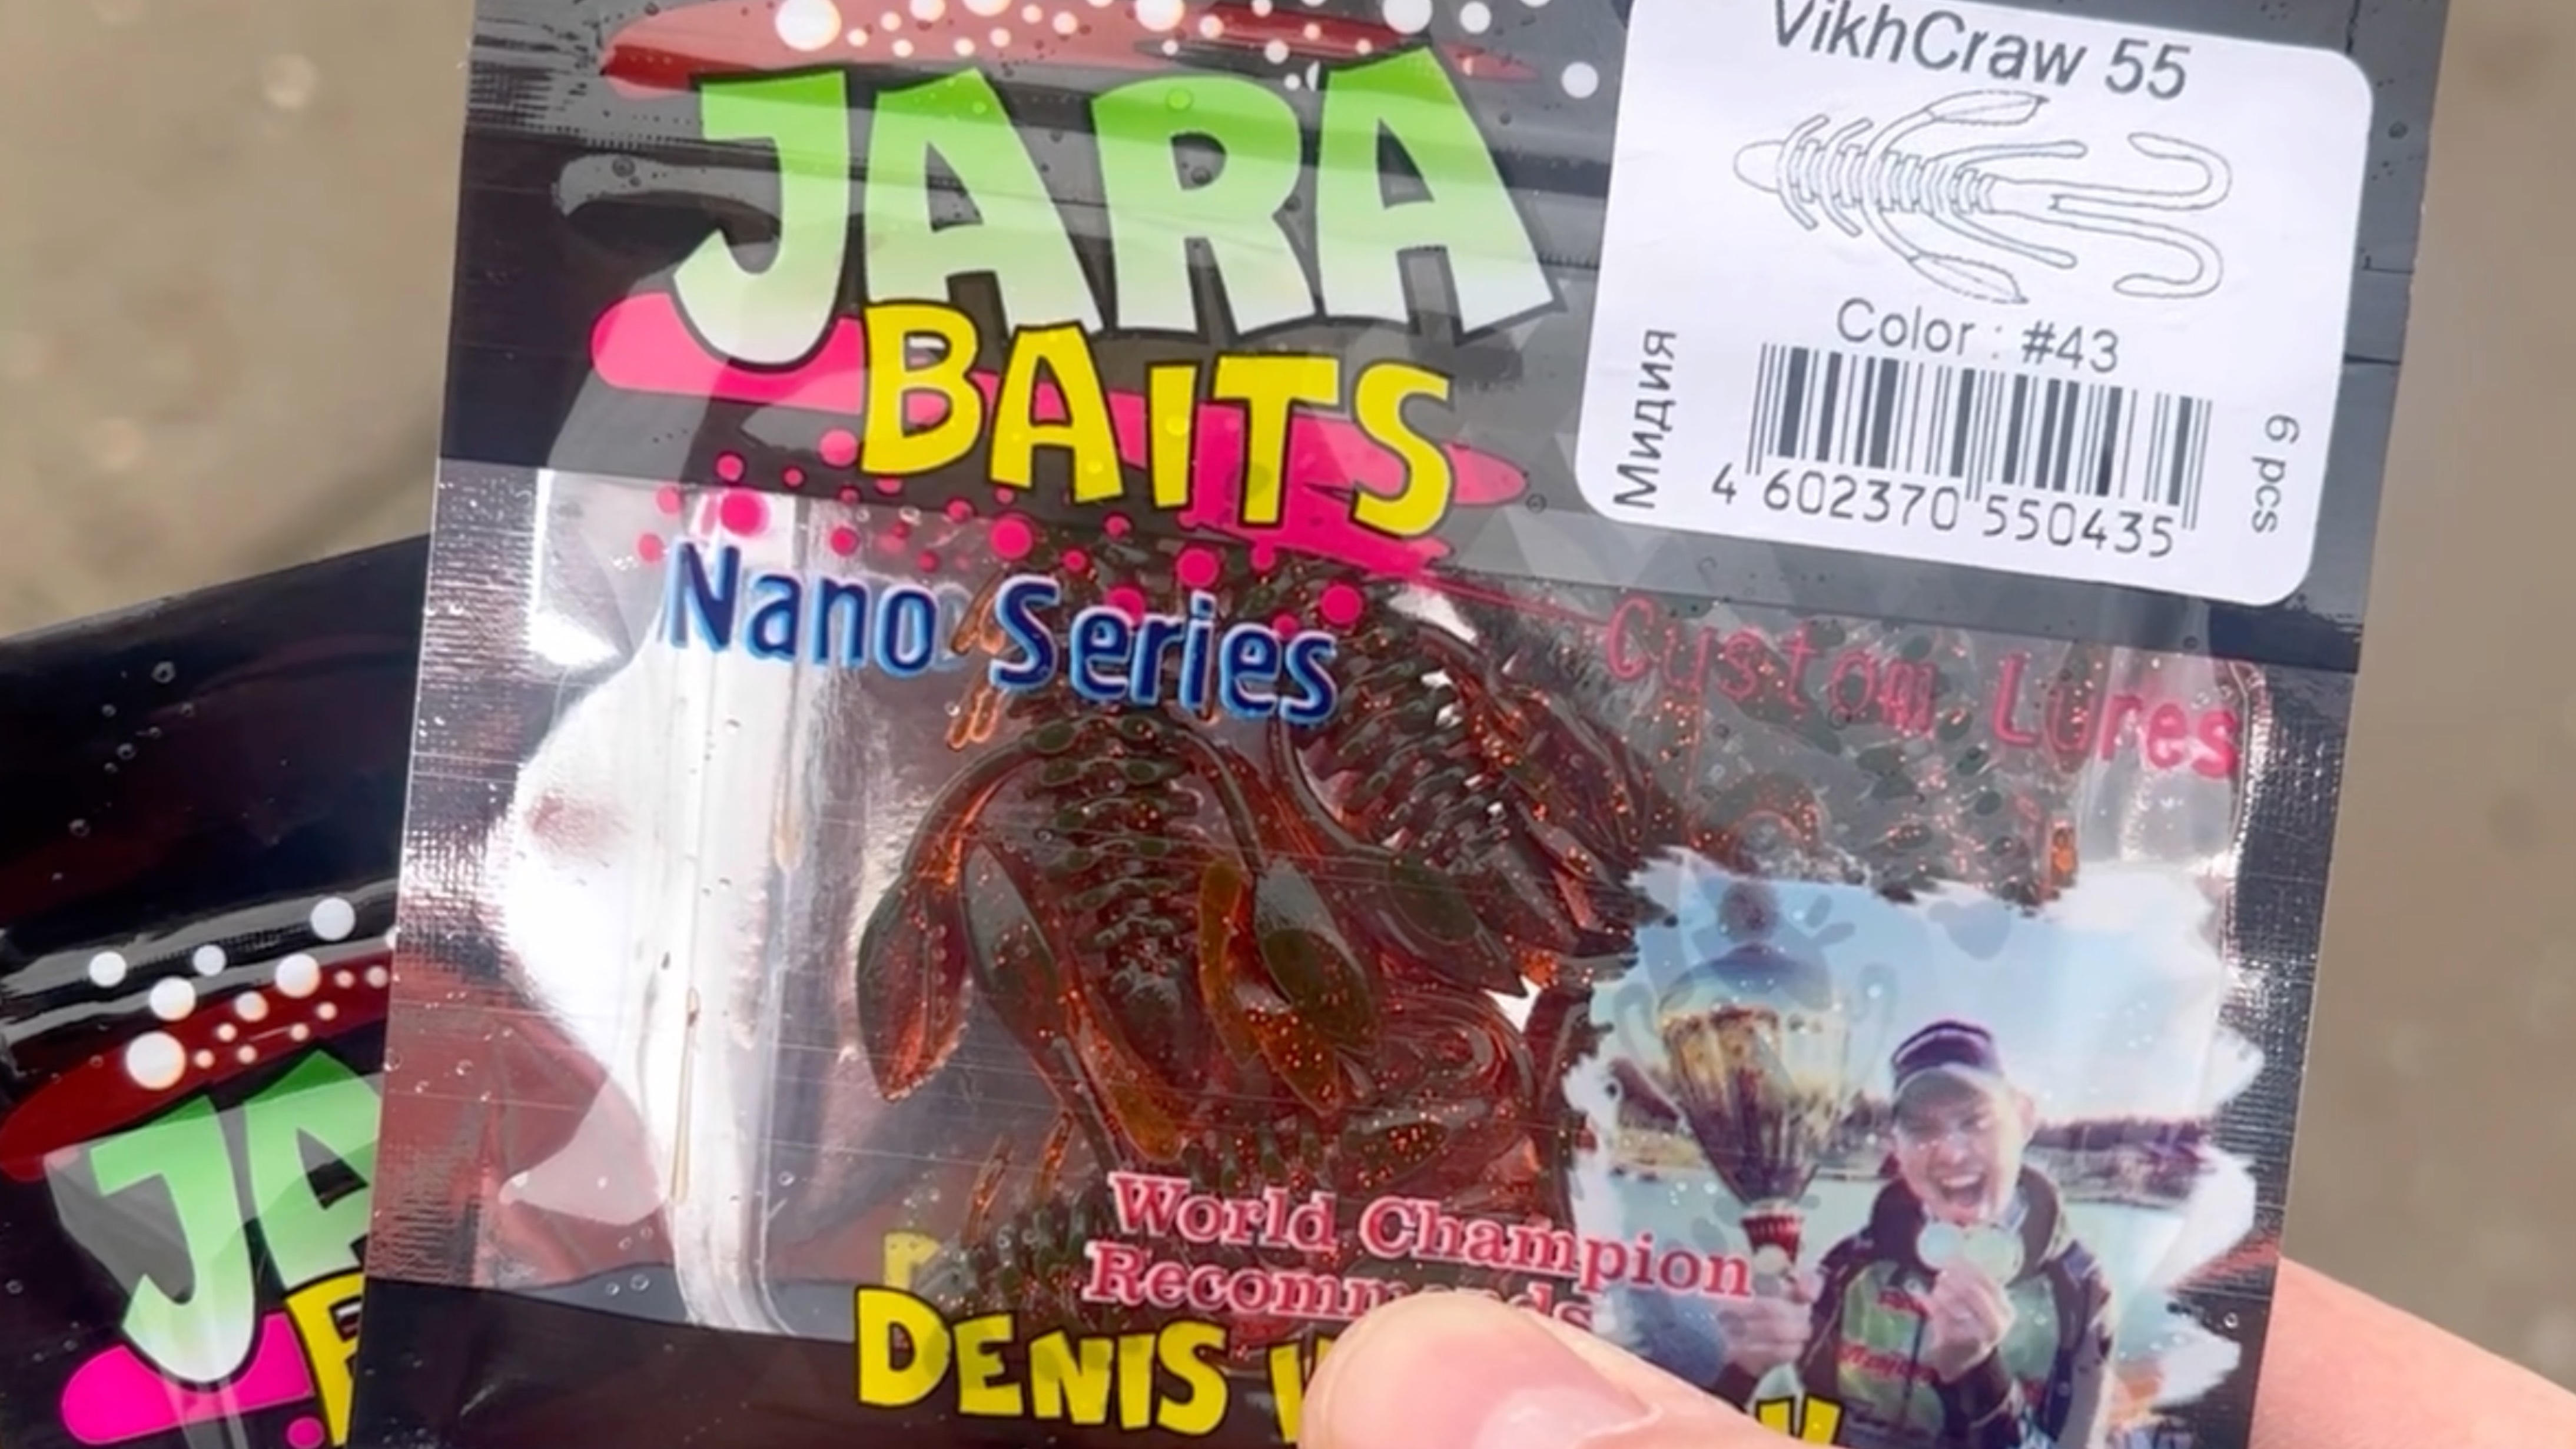 VikhCraw 55
JARA
BAITS
Color : #43
Мидия
6 pcs
4 602370 550435
Nano Series
Custom Lures
World Champion
DENIS
JA